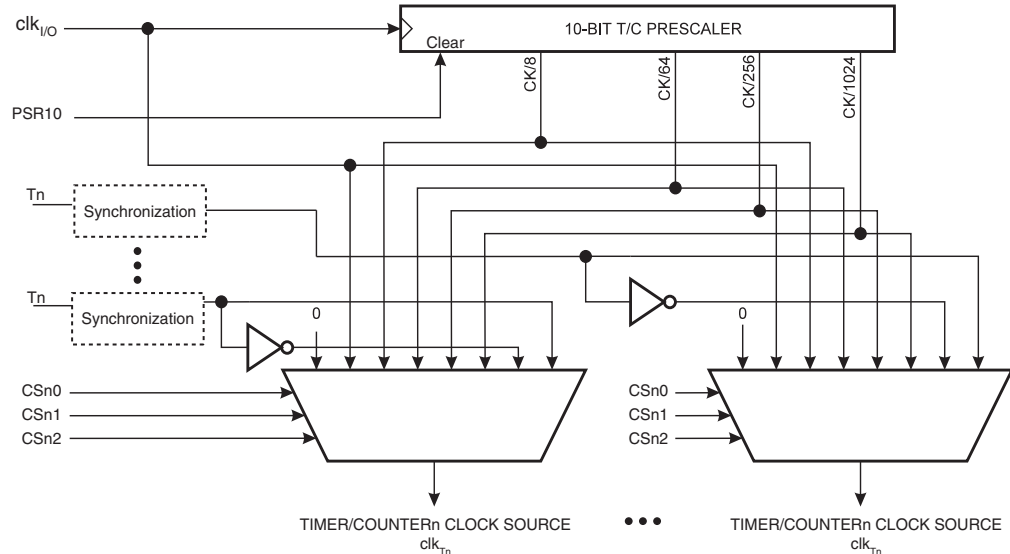 clkI/O
10-BIT T/C PRESCALER
Clear
CK/8
CK/64
CK/256
CK/1024
PSR10
Tn
Synchronization
Tn
Synchronization
0
0
CSn0
CSn1
CSn2
CSn0
CSn1
CSn2
TIMER/COUNTERn CLOCK SOURCE
clkTn
TIMER/COUNTERn CLOCK SOURCE
clkTn